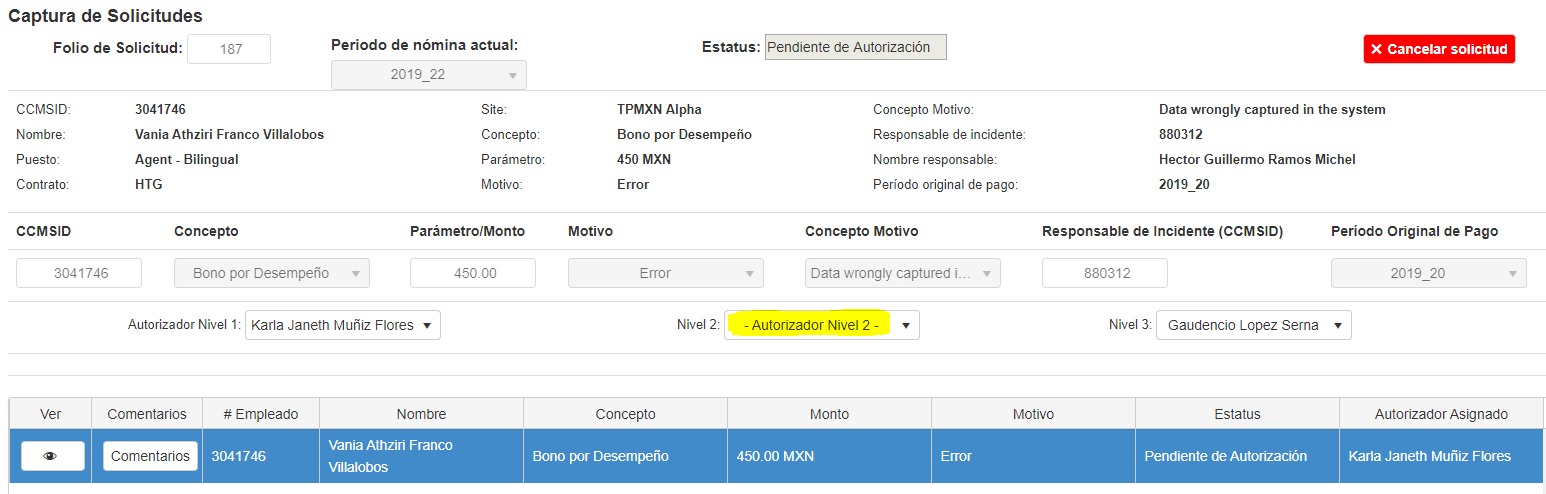 Captura de Solicitudes
Folio de Solicitud: 187 Periodo de nómina actual: 2019_22 Estatus: Pendiente de Autorización × Cancelar solicitud
CCMSID: 3041746 Site: TPMXN Alpha Concepto Motivo: Data wrongly captured in the system
Nombre: Vania Athziri Franco Villalobos Concepto: Bono por Desempeño Responsable de incidente: 880312
Puesto: Agent - Bilingual Parámetro: 450 MXN Nombre responsable: Hector Guillermo Ramos Michel
Contrato: HTG Motivo: Error Período original de pago: 2019_20
CCMSID Concepto Parámetro/Monto Motivo Concepto Motivo Responsable de Incidente (CCMSID) Período Original de Pago
3041746 Bono por Desempeño 450.00 Error Data wrongly captured i... 880312 2019_20
Autorizador Nivel 1: Karla Janeth Muñiz Flores Nivel 2: - Autorizador Nivel 2 - Nivel 3: Gaudencio Lopez Serna
Ver Comentarios # Empleado Nombre Concepto Monto Motivo Estatus Autorizador Asignado
Comentarios 3041746 Vania Athziri Franco Villalobos Bono por Desempeño 450.00 MXN Error Pendiente de Autorización Karla Janeth Muñiz Flores